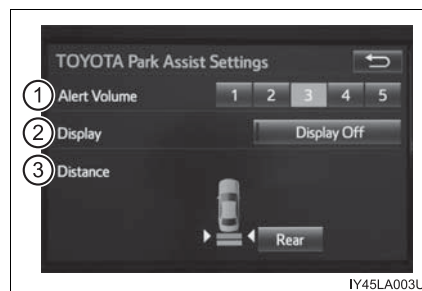 TOYOTA Park Assist Settings
1 Alert Volume 1 2 3 4 5
2 Display Display Off
3 Distance
Rear
IY45LA003U